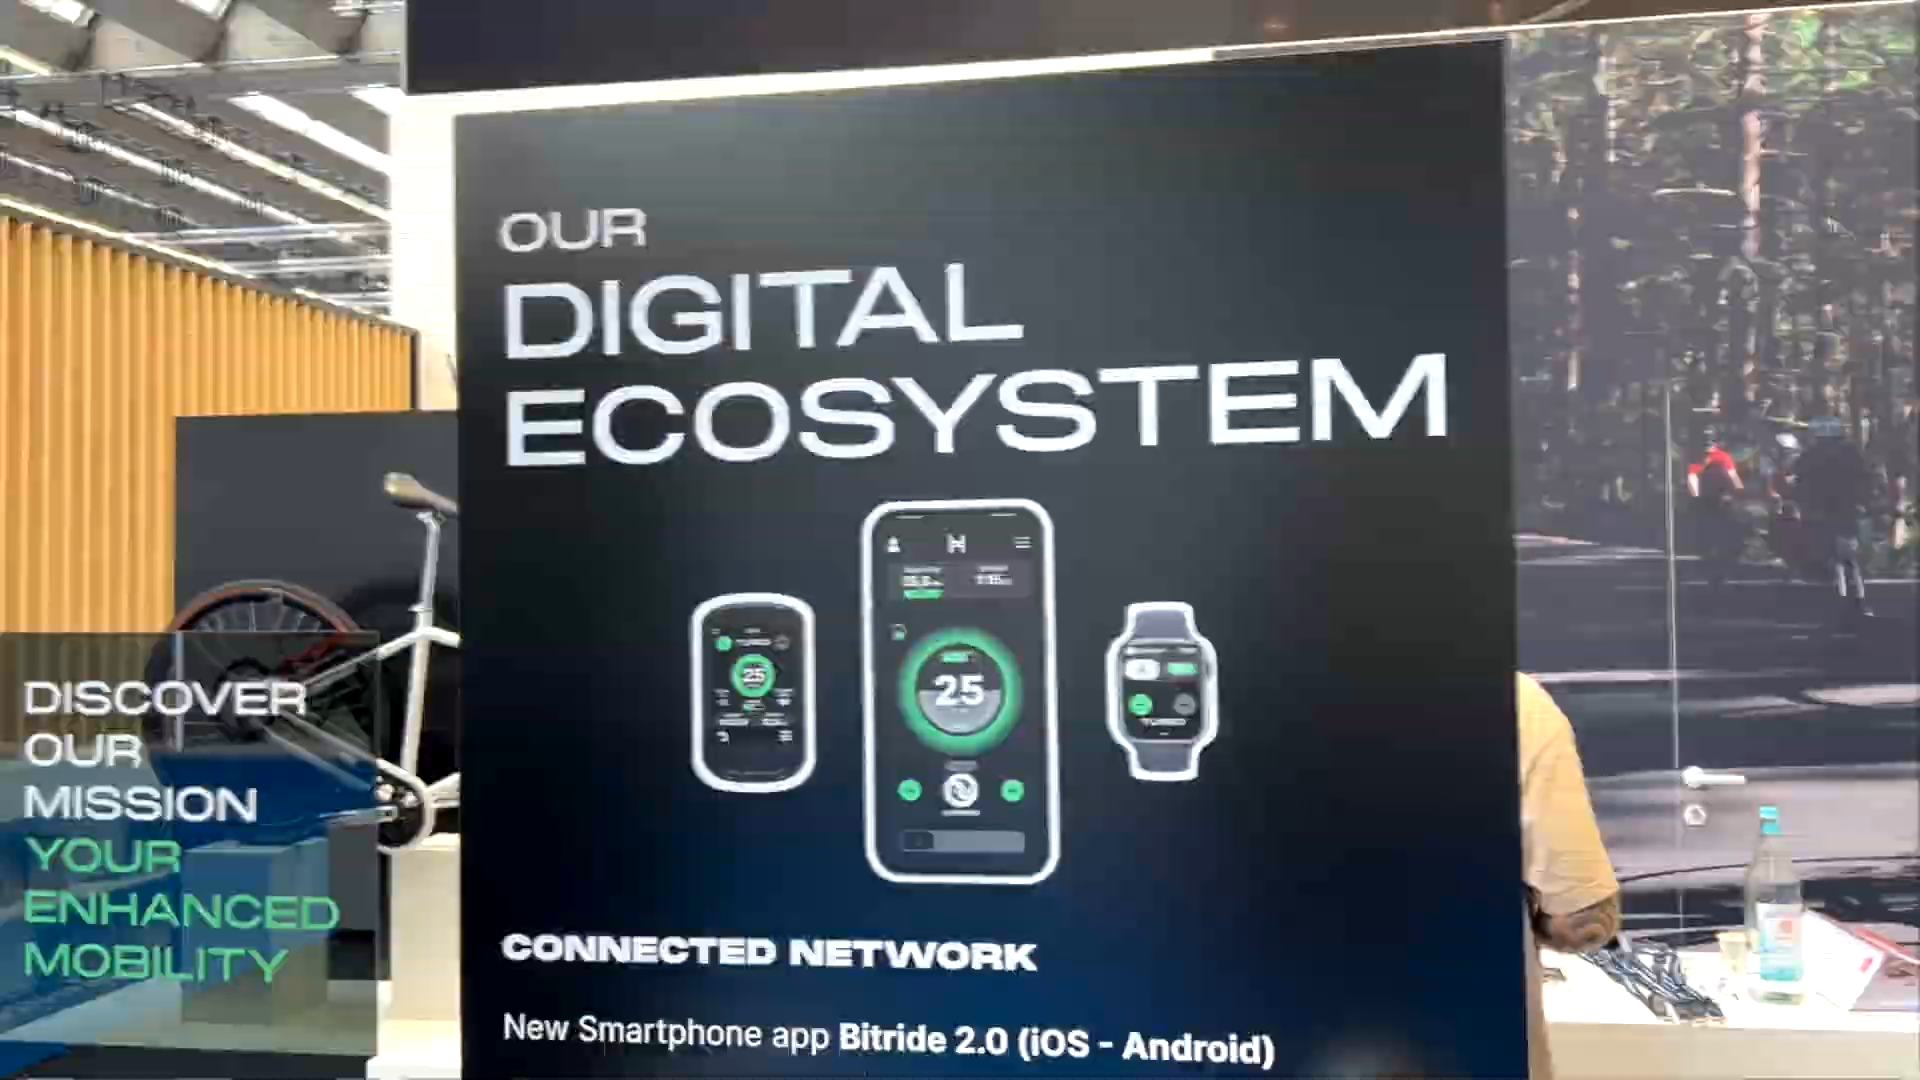 OUR
DIGITAL
ECOSYSTEM
25
25
CONNECTED NETWORK
New Smartphone app Bitride 2.0 (iOS - Android)
DISCOVER
OUR
MISSION
YOUR
ENHANCED
MOBILITY